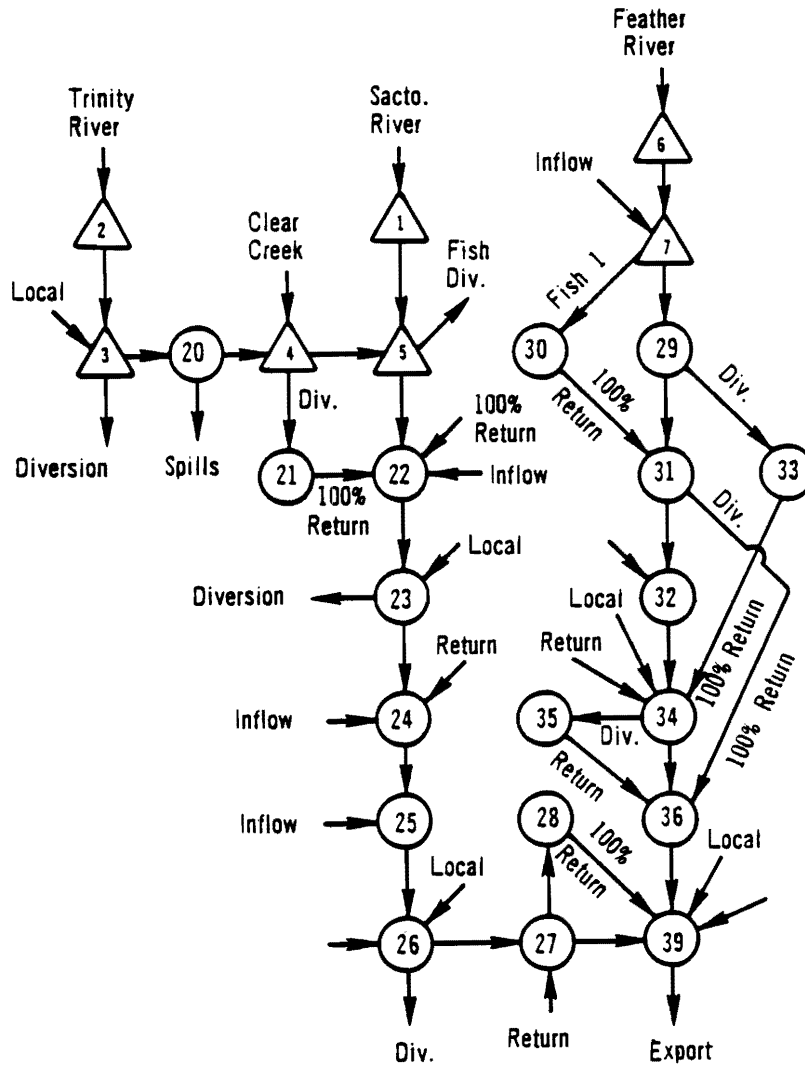 Feather
River
Trinity
River
Sacto.
River
6
Inflow
2
Clear
Creek
1
Fish
Div.
7
Local
Fish 1
3
20
4
5
30
29
Div.
Div.
100%
Return
100%
Return
Diversion
Spills
21
22
Inflow
31
33
100%
Return
Div.
Local
Diversion
23
Local
32
Return
Return
100% Return
Inflow
24
35
Div.
34
100% Return
Return
Inflow
25
28
100%
Return
36
Local
Local
26
27
39
Div.
Return
Export